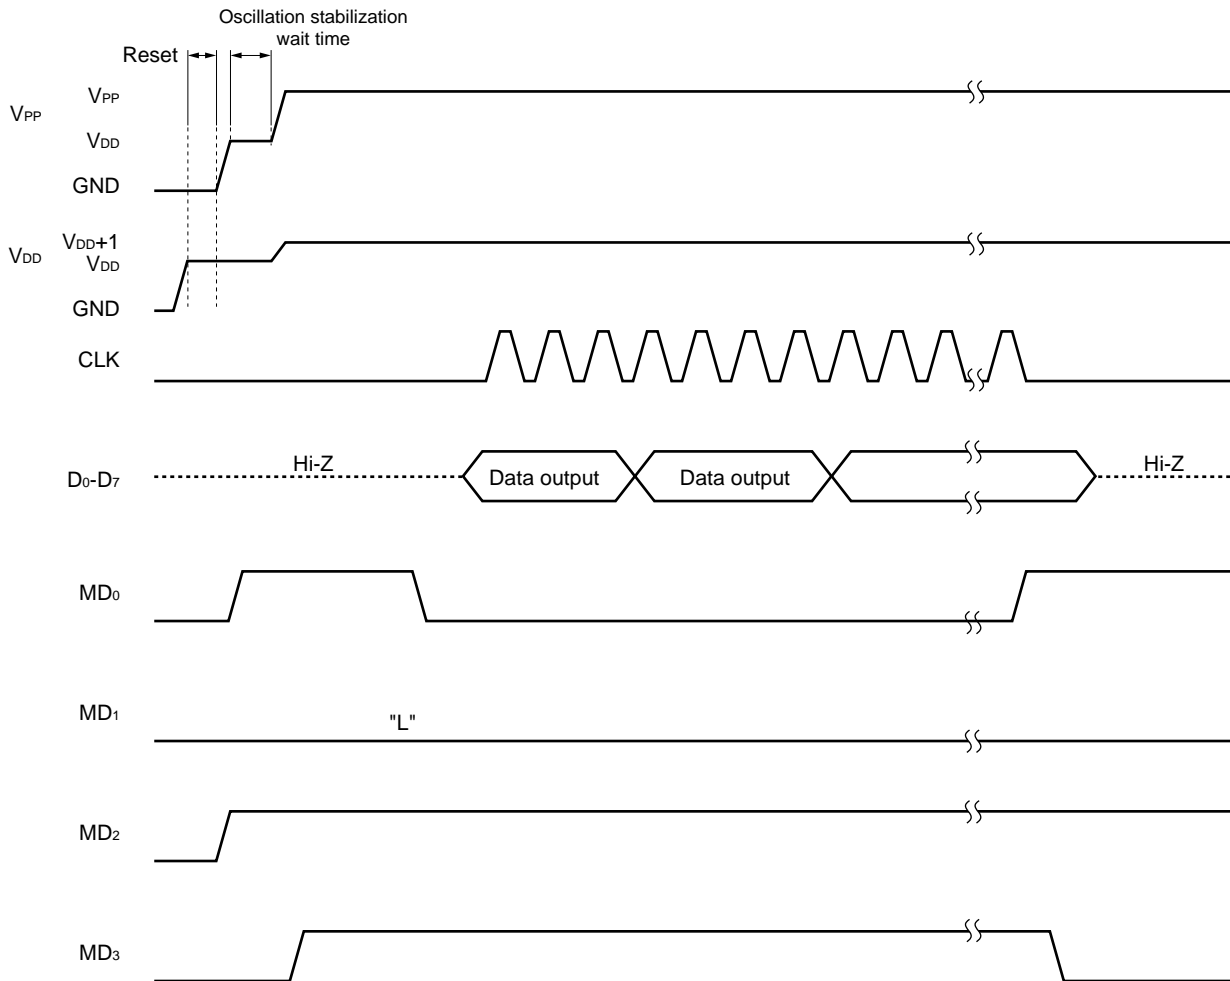 Oscillation stabilization
wait time
Reset
VPP
VPP
VDD
GND
VDD+1
VDD
VDD
GND
CLK
D0-D7
Hi-Z
Data output
Data output
Hi-Z
MD0
MD1
"L"
MD2
MD3